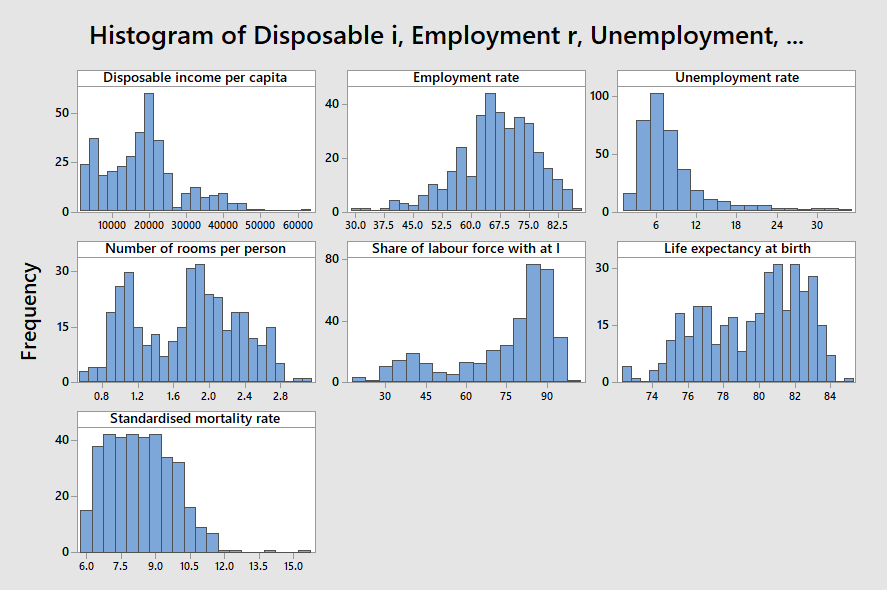 Histogram of Disposable i, Employment r, Unemployment, ...
Disposable income per capita
50
25
0
10000 20000 30000 40000 50000 60000
Employment rate
40
20
0
30.0 37.5 45.0 52.5 60.0 67.5 75.0 82.5
Unemployment rate
100
50
0
6 12 18 24 30
Frequency
Number of rooms per person
30
15
0
0.8 1.2 1.6 2.0 2.4 2.8
Share of labour force with at l
80
40
0
30 45 60 75 90
Life expectancy at birth
30
15
0
74 76 78 80 82 84
Standardised mortality rate
40
20
0
6.0 7.5 9.0 10.5 12.0 13.5 15.0